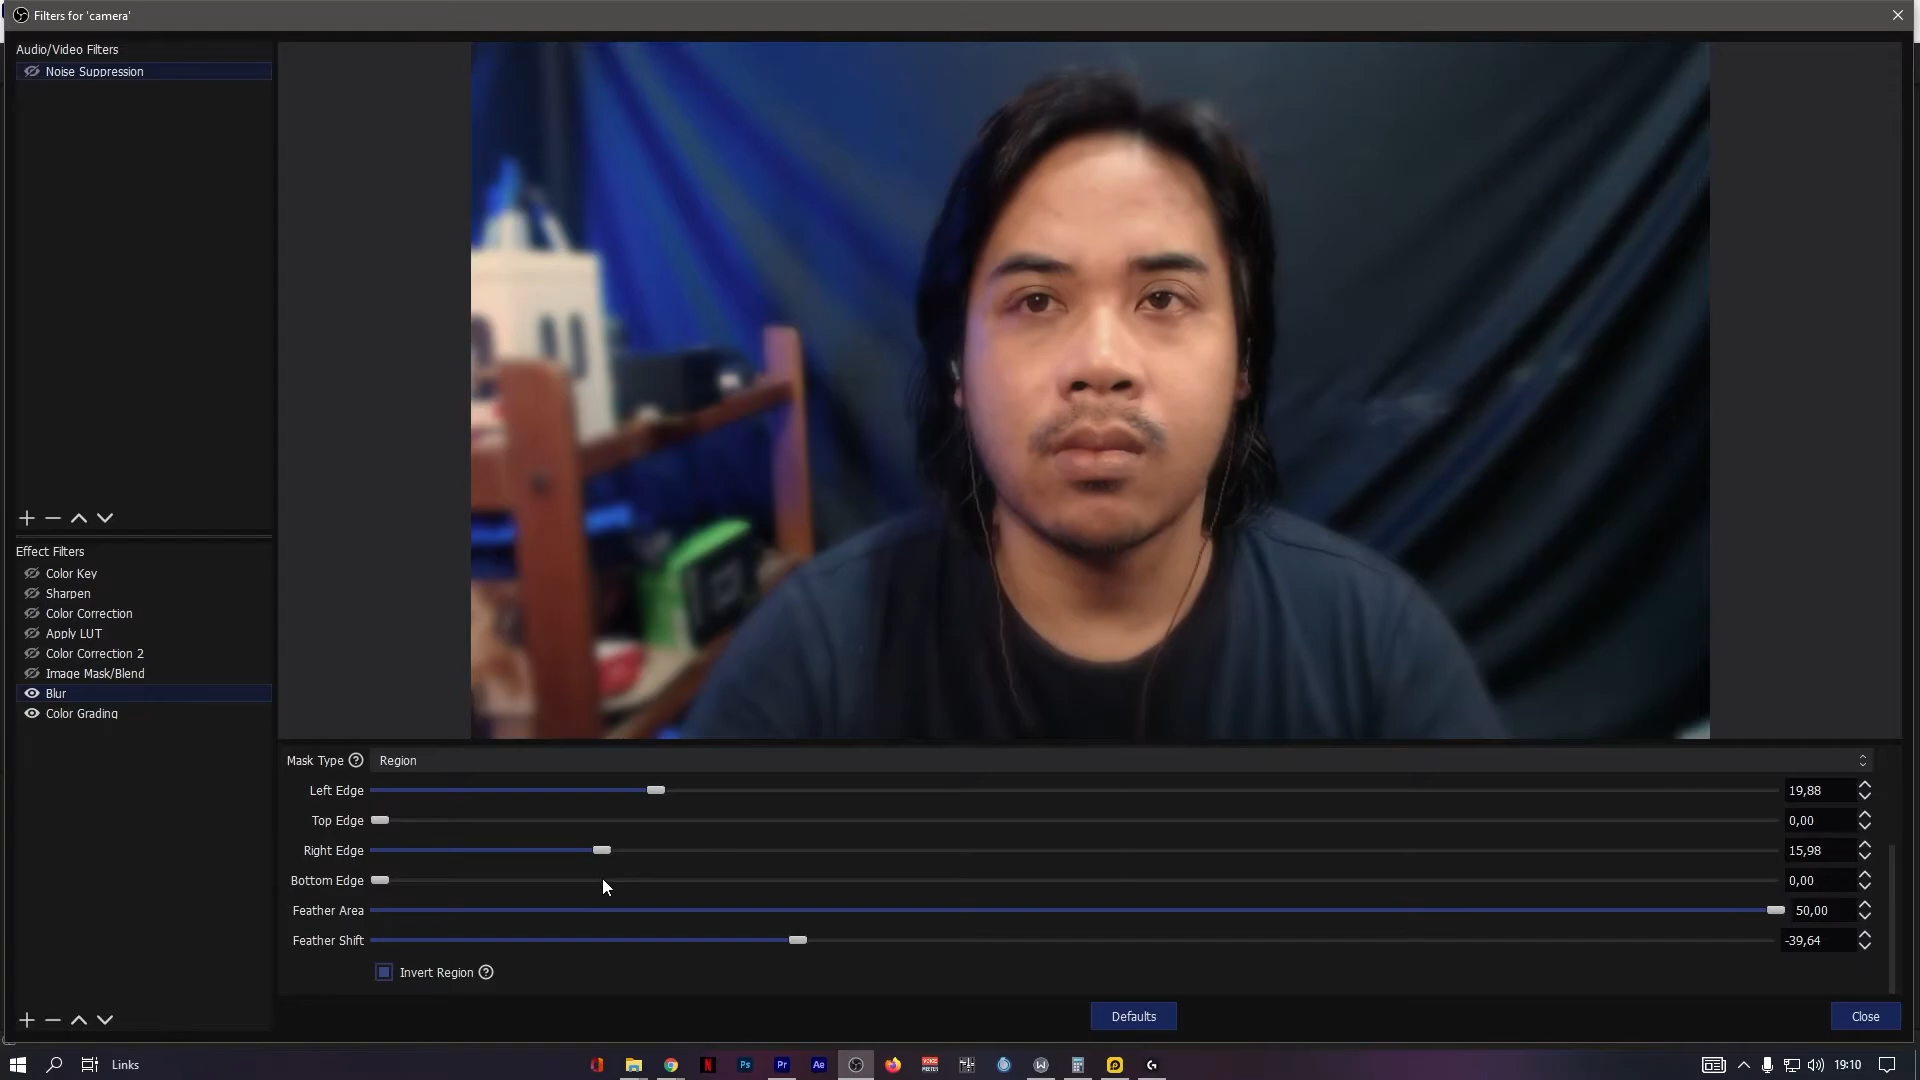 Filters for 'camera'
Audio/Video Filters
Noise Suppression
Effect Filters
Color Key
Sharpen
Color Correction
Apply LUT
Color Correction 2
Image Mask/Blend
Blur
Color Grading
Mask Type ? Region
Left Edge 19,88
Top Edge 0,00
Right Edge 15,98
Bottom Edge 0,00
Feather Area 50,00
Feather Shift -39,64
Invert Region ?
Defaults
Close
Links
N
Ps
Pr
Ae
W
19:10